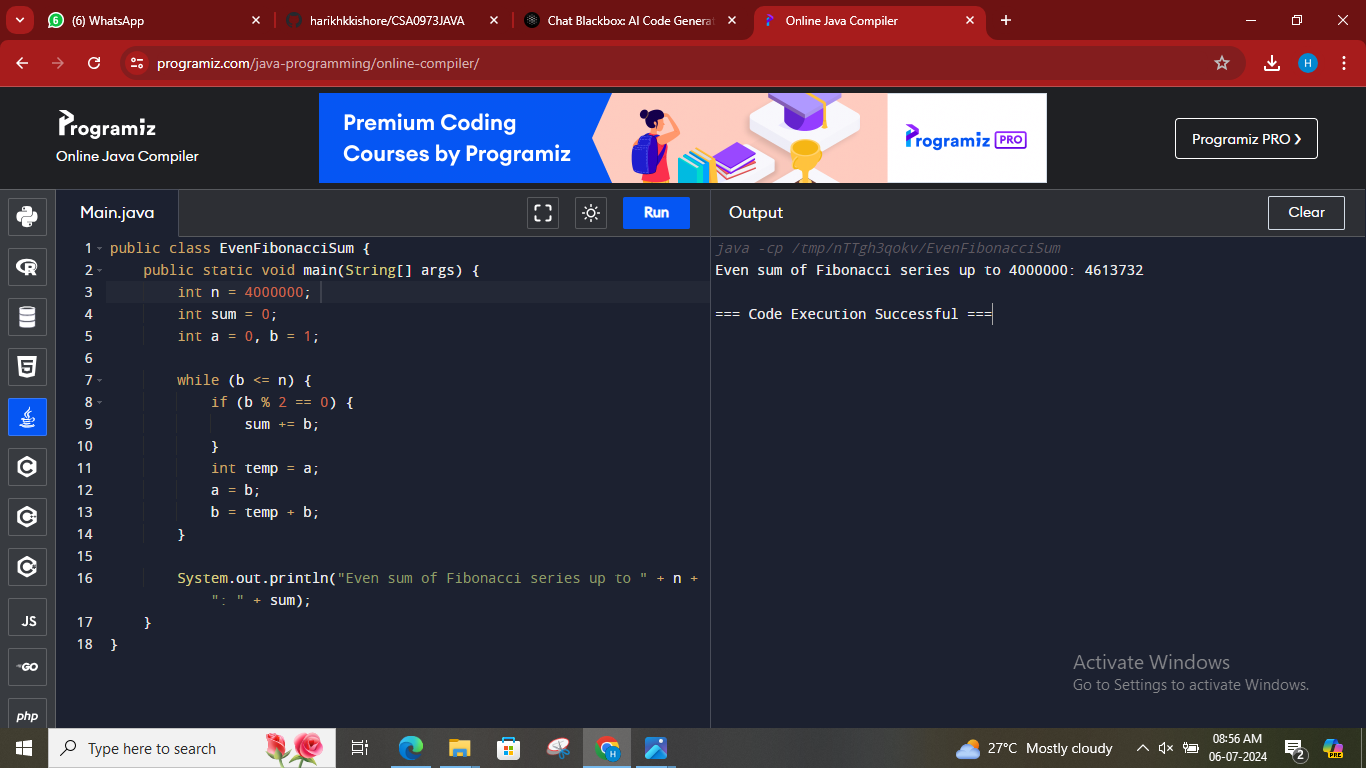 (6) WhatsApp
harikhkkishore/CSA0973JAVA
Chat Blackbox: AI Code Generat
Online Java Compiler
programiz.com/java-programming/online-compiler/
H
Programiz
Online Java Compiler
Premium Coding
Courses by Programiz
Programiz PRO
Programiz PRO ❯
Main.java
Run
Output
Clear
1 public class EvenFibonacciSum {
2 public static void main(String[] args) {
3 int n = 4000000;
4 int sum = 0;
5 int a = 0, b = 1;
6
7 while (b <= n) {
8 if (b % 2 == 0) {
9 sum += b;
10 }
11 int temp = a;
12 a = b;
13 b = temp + b;
14 }
15
16 System.out.println("Even sum of Fibonacci series up to " + n +
": " + sum);
17 }
18 }
java -cp /tmp/nTTgh3qokv/EvenFibonacciSum
Even sum of Fibonacci series up to 4000000: 4613732
=== Code Execution Successful ===
JS
GO
php
Activate Windows
Go to Settings to activate Windows.
Type here to search
27°C Mostly cloudy
08:56 AM
06-07-2024
2
PRE